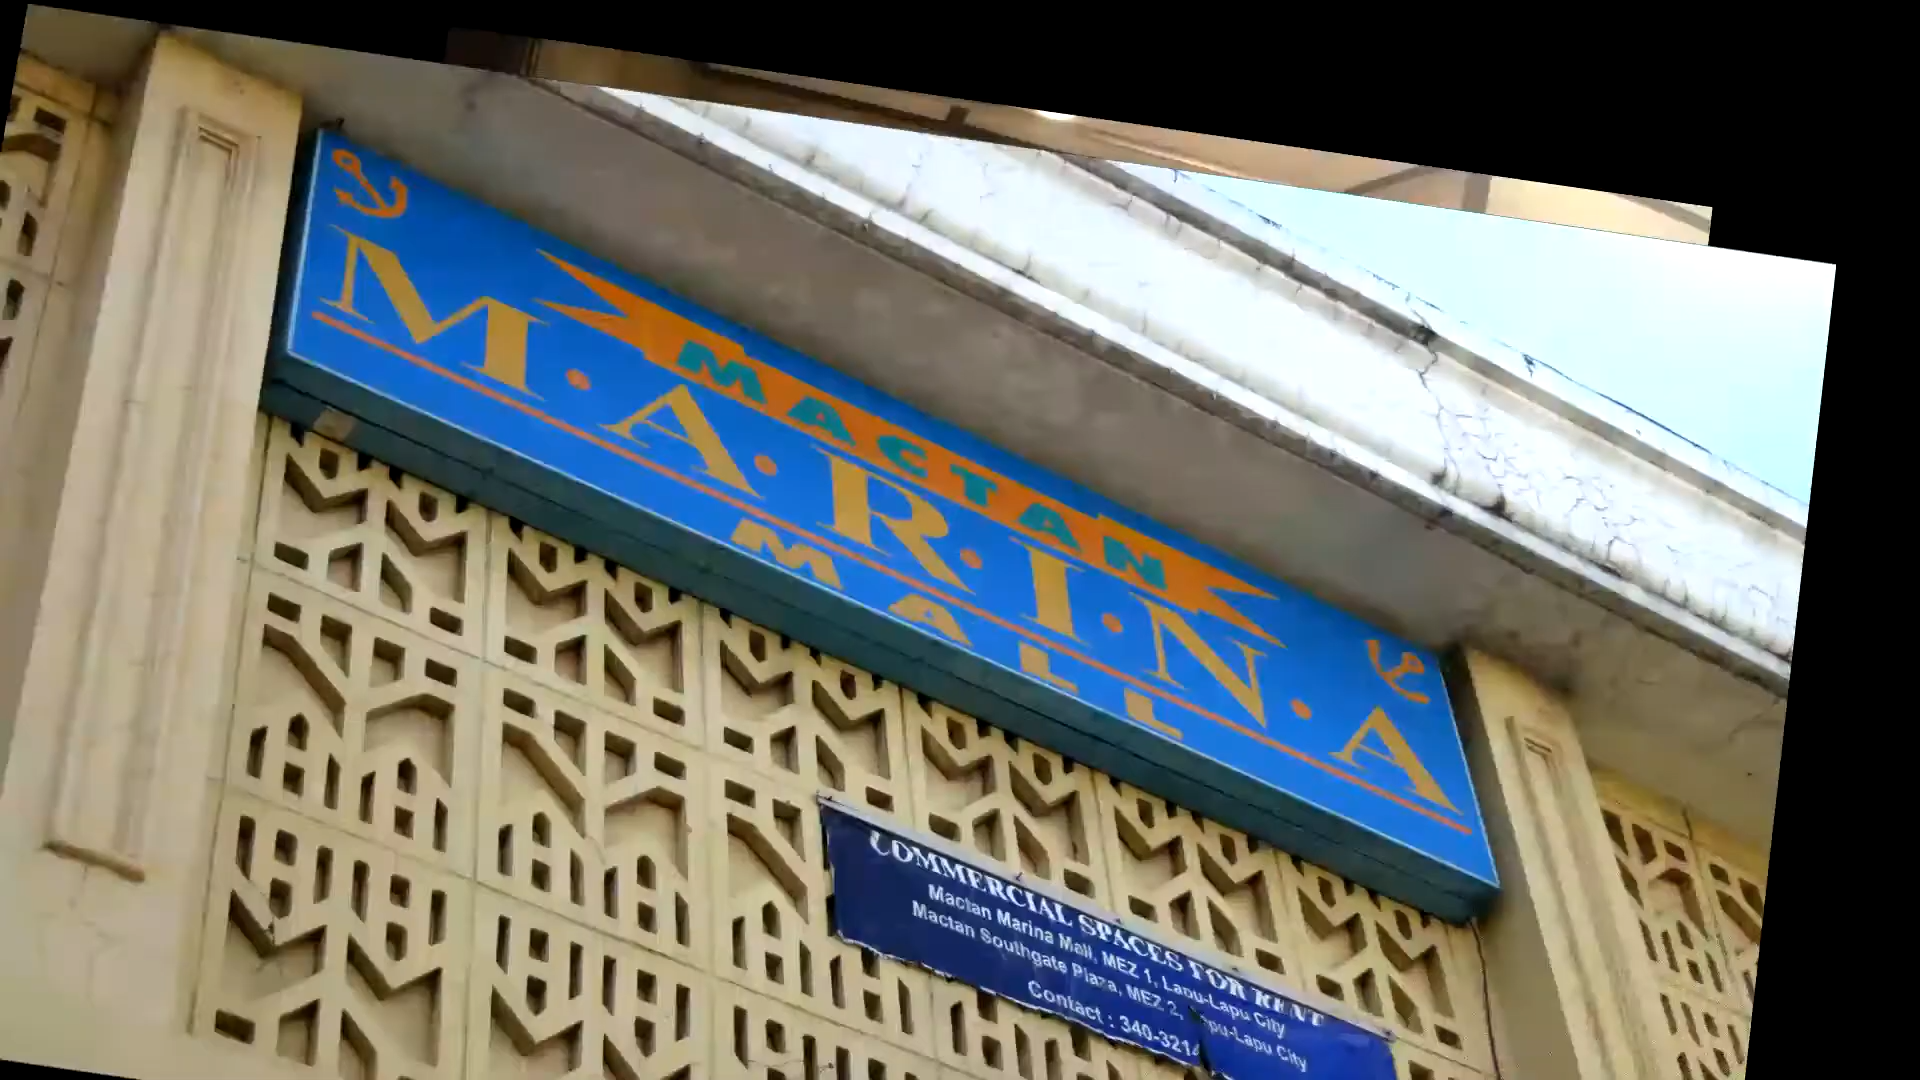 MACTAN
M·A·R·I·N·A
MALL
COMMERCIAL SPACES FOR RENT
Mactan Marina Mall, MEZ 1, Lapu-Lapu City
Mactan Southgate Plaza, MEZ 2, pu-Lapu City
Contact : 340-3214